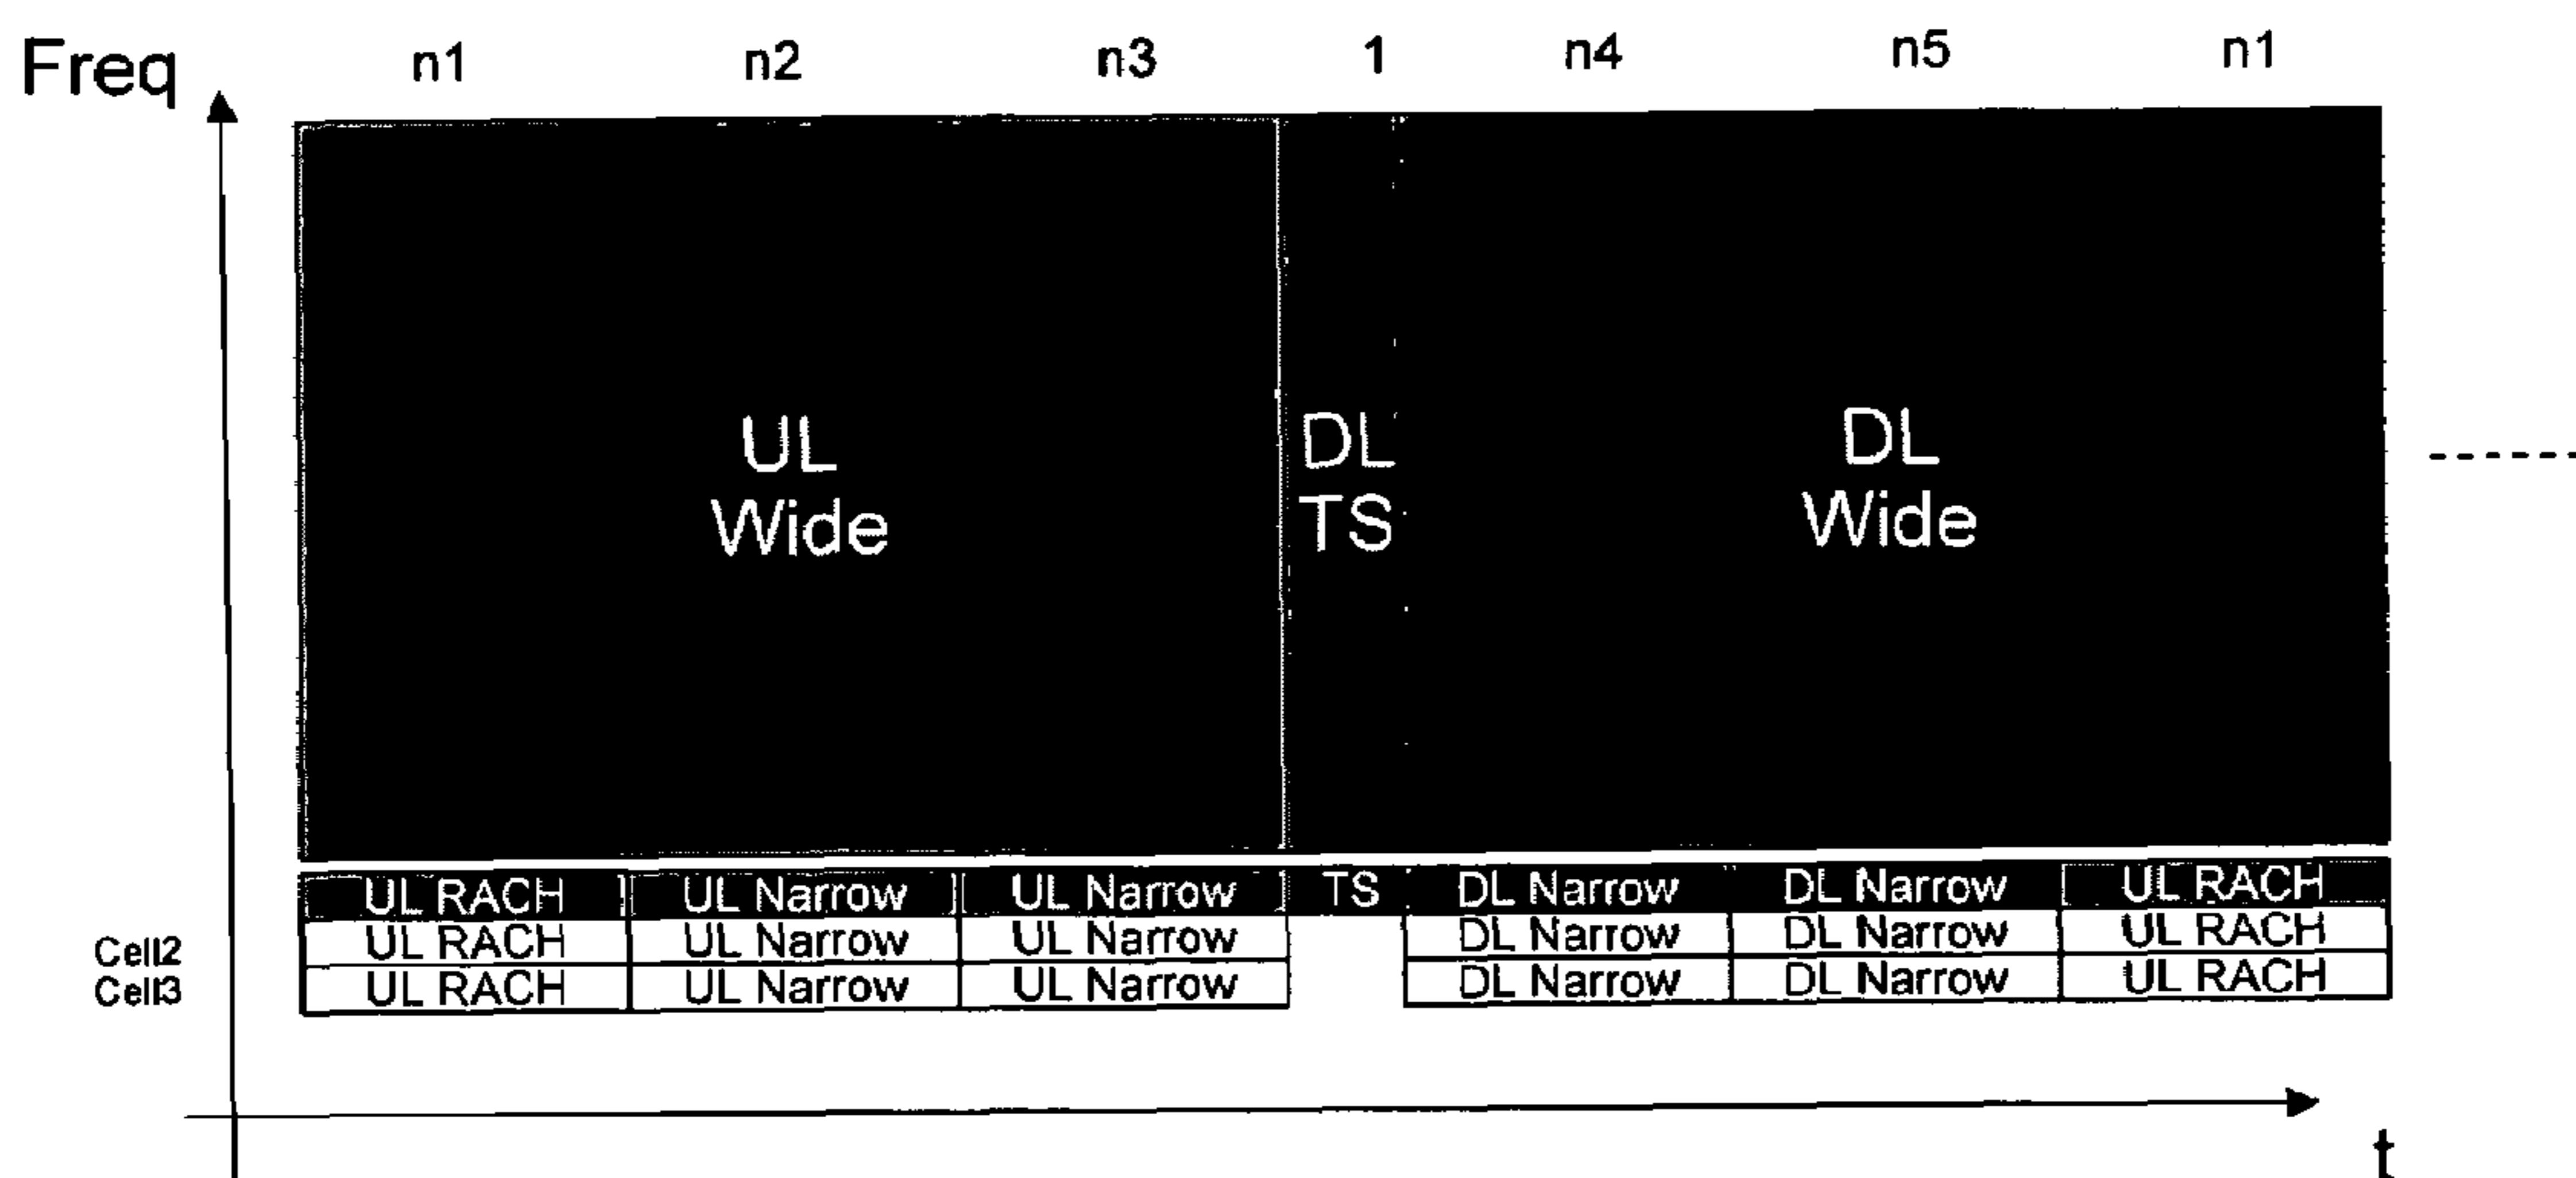 Freq n1 n2 n3 1 n4 n5 n1
UL DL DL
Wide TS Wide
UL RACH UL Narrow UL Narrow TS DL Narrow DL Narrow UL RACH
Cell2 UL RACH UL Narrow UL Narrow DL Narrow DL Narrow UL RACH
Cell3 UL RACH UL Narrow UL Narrow DL Narrow DL Narrow UL RACH
t